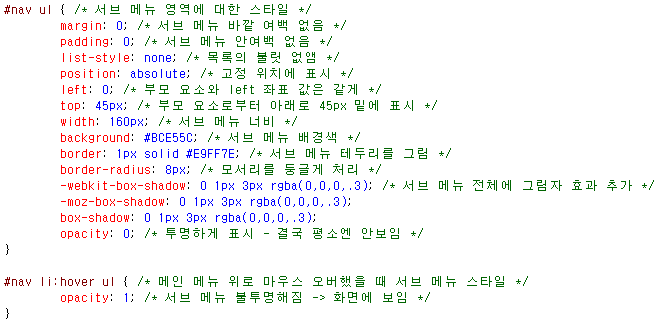 #nav ul { /* 서브 메뉴 영역에 대한 스타일 */
margin: 0; /* 서브 메뉴 바깥 여백 없음 */
padding: 0; /* 서브 메뉴 안여백 없음 */
list-style: none; /* 목록의 불릿 없앰 */
position: absolute; /* 고정 위치에 표시 */
left: 0; /* 부모 요소와 left 좌표 값은 같게 */
top: 45px; /* 부모 요소로부터 아래로 45px 밑에 표시 */
width: 160px; /* 서브 메뉴 너비 */
background: #BCE55C; /* 서브 메뉴 배경색 */
border: 1px solid #E9FF7E; /* 서브 메뉴 테두리를 그림 */
border-radius: 8px; /* 모서리를 둥글게 처리 */
-webkit-box-shadow: 0 1px 3px rgba(0,0,0,.3); /* 서브 메뉴 전체에 그림자 효과 추가 */
-moz-box-shadow: 0 1px 3px rgba(0,0,0,.3);
box-shadow: 0 1px 3px rgba(0,0,0,.3);
opacity: 0; /* 투명하게 표시 - 결국 평소엔 안보임 */
}
#nav li:hover ul { /* 메인 메뉴 위로 마우스 오버했을 때 서브 메뉴 스타일 */
opacity: 1; /* 서브 메뉴 불투명해짐 -> 화면에 보임 */
}